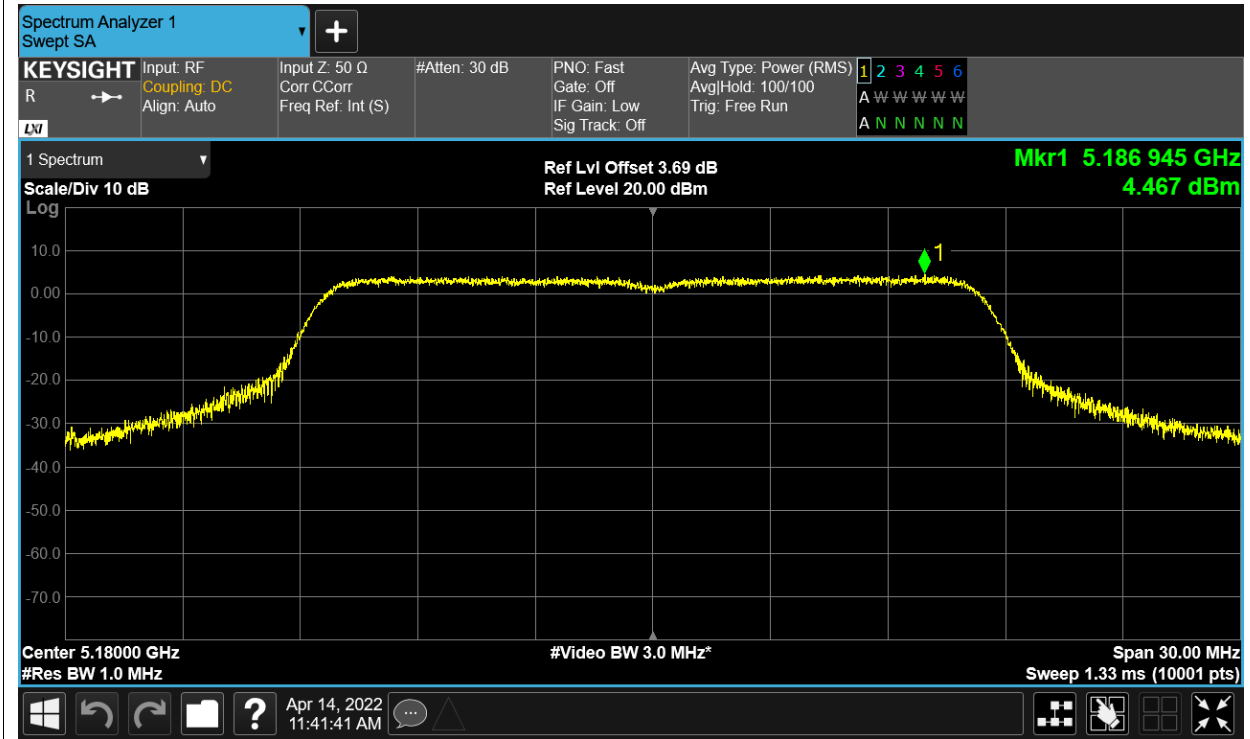 Spectrum Analyzer 1
Swept SA
KEYSIGHT
R
LXI
Input: RF
Coupling: DC
Align: Auto
Input Z: 50 Ω
Corr CCorr
Freq Ref: Int (S)
#Atten: 30 dB
PNO: Fast
Gate: Off
IF Gain: Low
Sig Track: Off
Avg Type: Power (RMS)
Avg|Hold: 100/100
Trig: Free Run
1 2 3 4 5 6
A W W W W W
A N N N N N
1 Spectrum
Scale/Div 10 dB
Log
Ref Lvl Offset 3.69 dB
Ref Level 20.00 dBm
Mkr1 5.186 945 GHz
4.467 dBm
1
10.0
0.00
-10.0
-20.0
-30.0
-40.0
-50.0
-60.0
-70.0
Center 5.18000 GHz
#Res BW 1.0 MHz
#Video BW 3.0 MHz*
Span 30.00 MHz
Sweep 1.33 ms (10001 pts)
?
Apr 14, 2022
11:41:41 AM